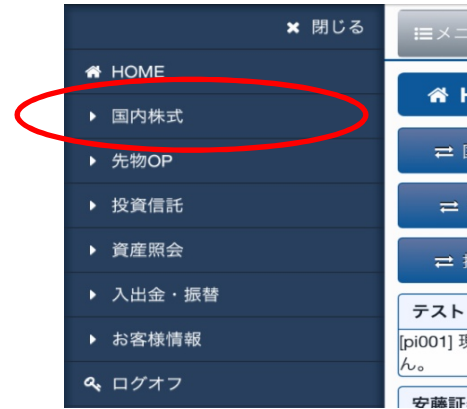 ✖ 閉じる
HOME
国内株式
先物OP
投資信託
資産照会
入出金・振替
お客様情報
ログオフ
メニ
テスト
[pi001] 現
ん。
安藤証